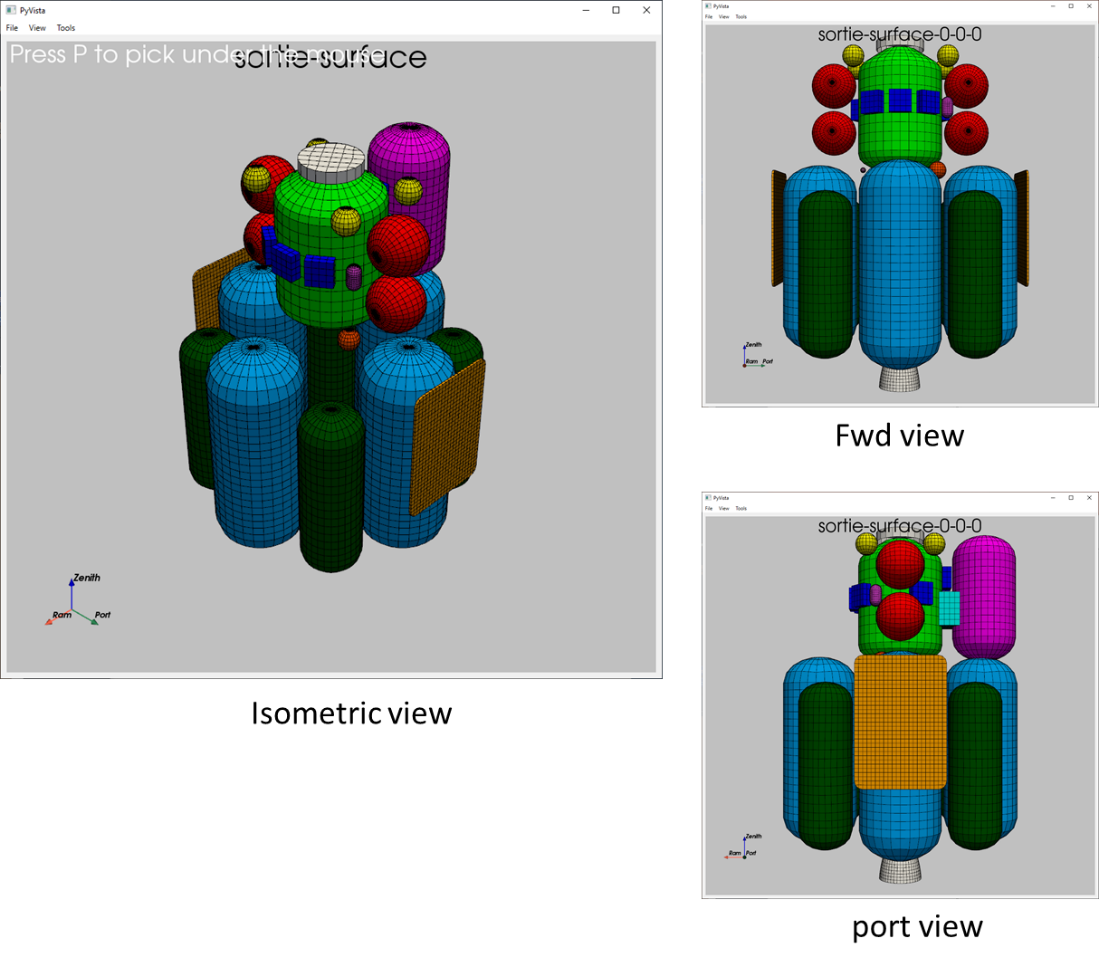 PyVista
File View Tools
Press P to pick under the mouse
sortie-surface
Zenith
Ram Port
Isometric view
PyVista
File View Tools
sortie-surface-0-0-0
Zenith
Ram Port
Fwd view
PyVista
File View Tools
sortie-surface-0-0-0
Zenith
Ram Port
port view